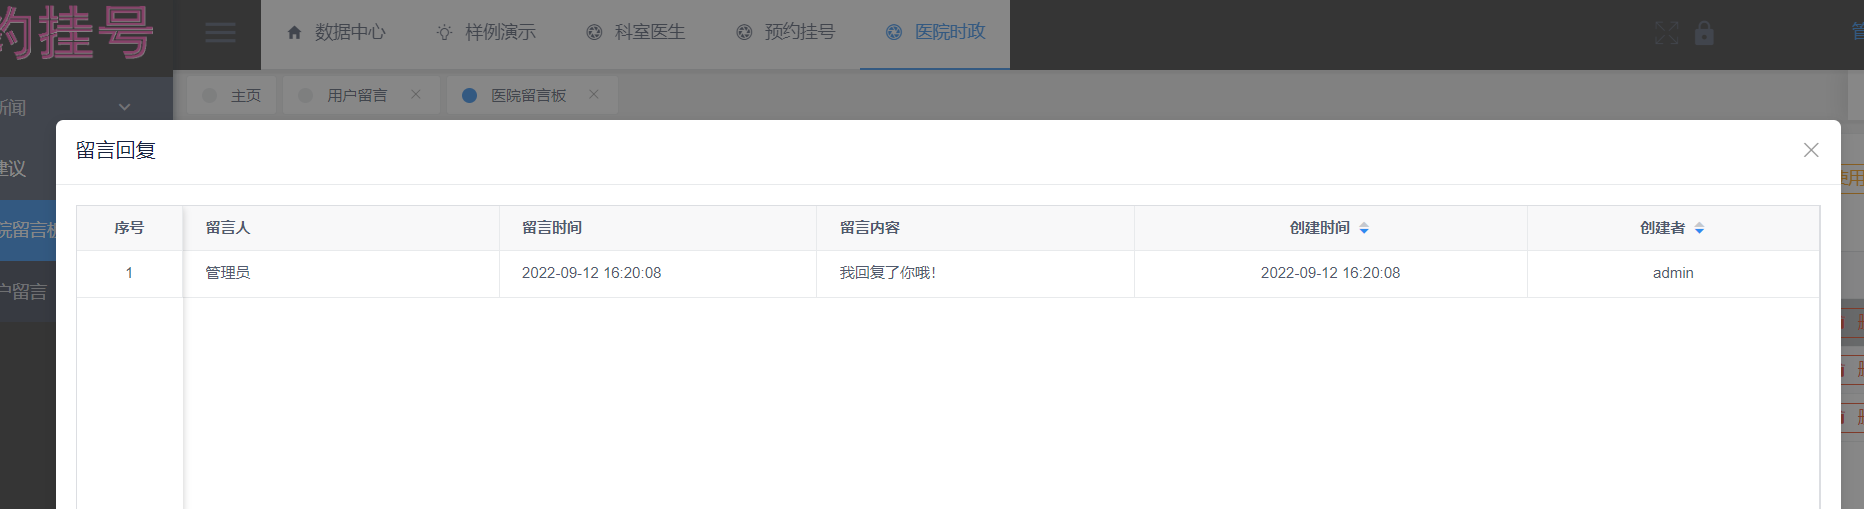 约挂号
数据中心 样例演示 科室医生 预约挂号 医院时政
管
新闻
主页 用户留言 医院留言板
建议
院留言板
户留言
使用
留言回复
序号 留言人 留言时间 留言内容 创建时间 创建者
1 管理员 2022-09-12 16:20:08 我回复了你哦! 2022-09-12 16:20:08 admin